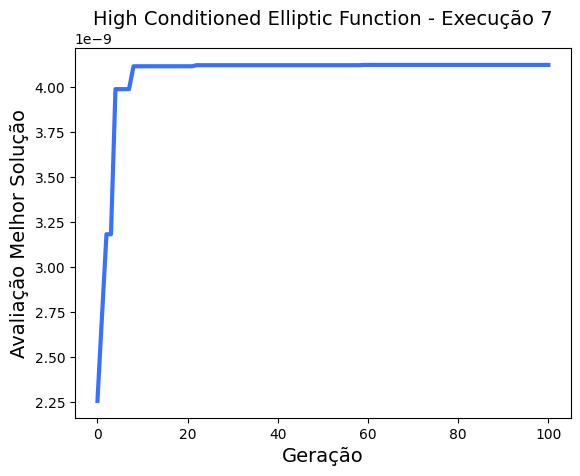 High Conditioned Elliptic Function - Execução 7
1e−9
4.00
3.75
3.50
3.25
3.00
2.75
2.50
2.25
Avaliação Melhor Solução
0 20 40 60 80 100
Geração